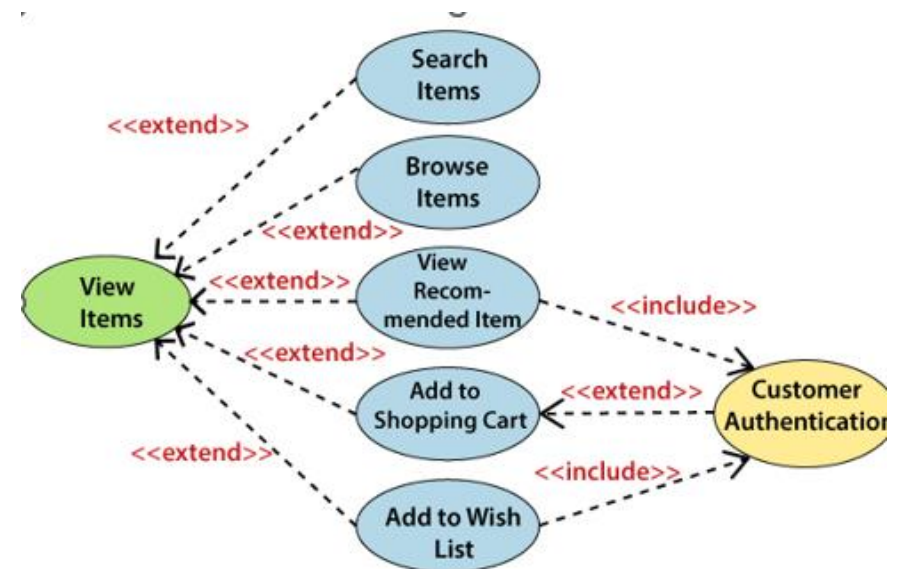 Search
Items
<<extend>>
Browse
Items
<<extend>>
View
Recom-
mended Item
<<extend>>
View
Items
<<include>>
<<extend>>
Add to
Shopping Cart
<<extend>>
Customer
Authentication
<<extend>>
<<include>>
Add to Wish
List